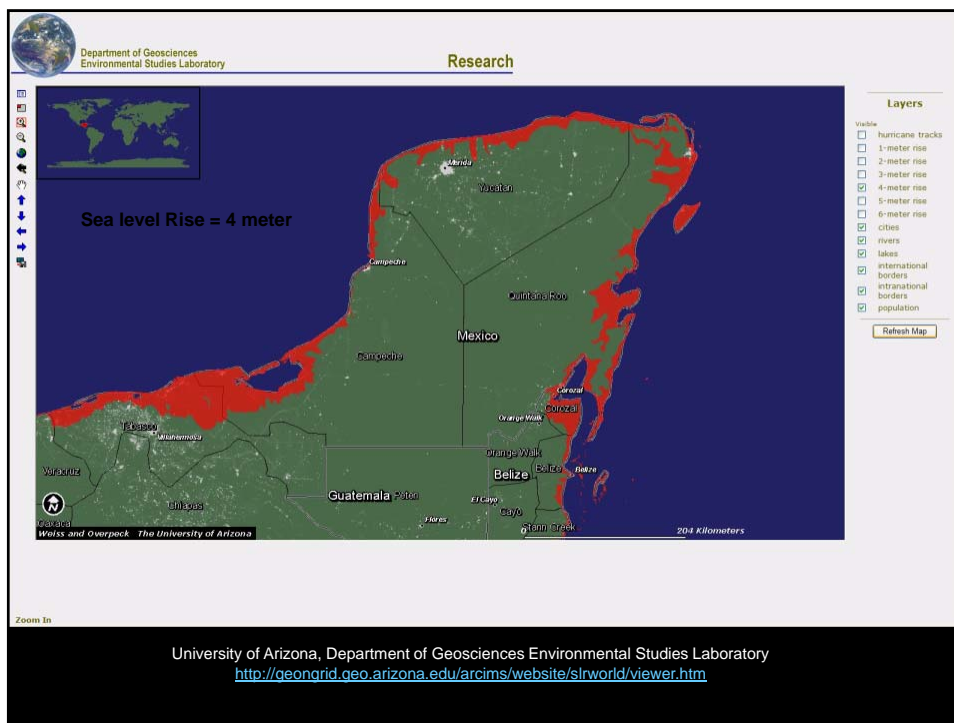 Department of Geosciences
Environmental Studies Laboratory
Research
Sea level Rise = 4 meter
Merida
Yucatan
Campeche
Quintana Roo
Mexico
Campeche
Corozal
Corozal
Orange Walk
Tabasco
Villahermosa
Orange Walk
Belize
Belize
Belize
Veracruz
Guatemala
Peten
El Cayo
Cayo
Chiapas
Flores
Stann Creek
Oaxaca
N
0
204 Kilometers
Weiss and Overpeck The University of Arizona
Layers
Visible
hurricane tracks
1-meter rise
2-meter rise
3-meter rise
4-meter rise
5-meter rise
6-meter rise
cities
rivers
lakes
international
borders
intranational
borders
population
Refresh Map
Zoom In
University of Arizona, Department of Geosciences Environmental Studies Laboratory
http://geongrid.geo.arizona.edu/arcims/website/slrworld/viewer.htm